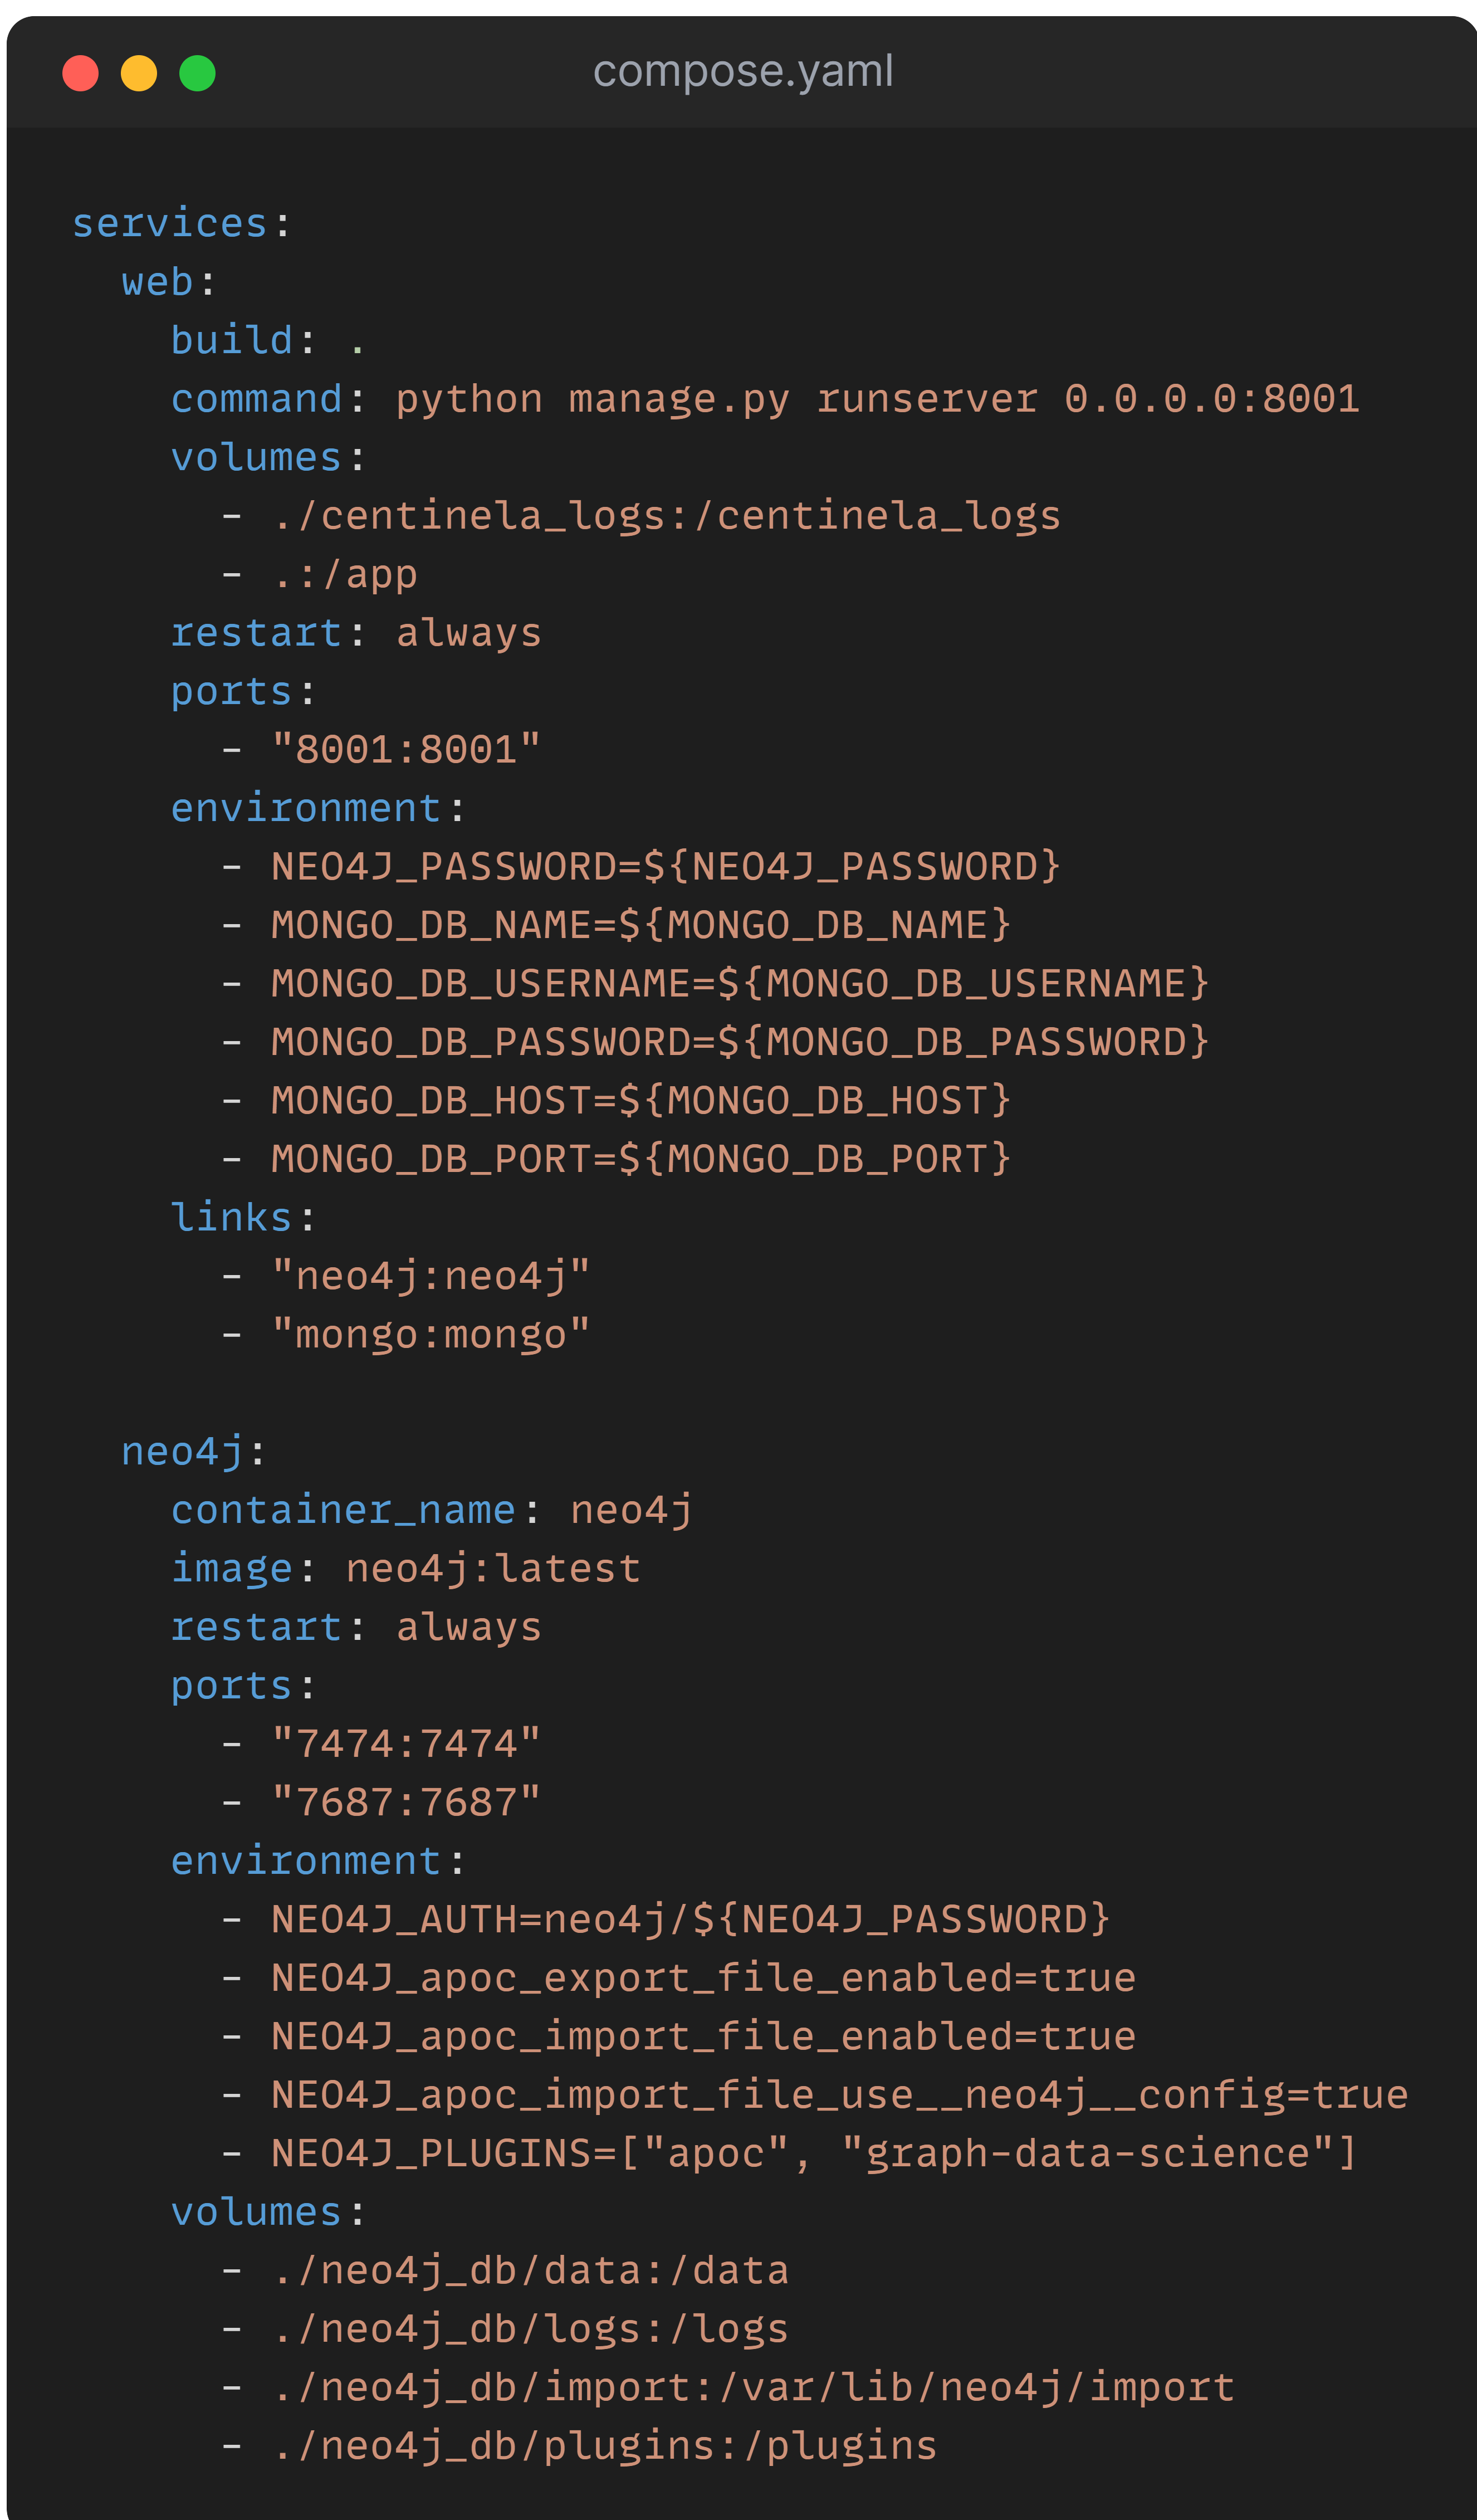 compose.yaml
services:
  web:
    build: .
    command: python manage.py runserver 0.0.0.0:8001
    volumes:
      - ./centinela_logs:/centinela_logs
      - .:/app
    restart: always
    ports:
      - "8001:8001"
    environment:
      - NEO4J_PASSWORD=${NEO4J_PASSWORD}
      - MONGO_DB_NAME=${MONGO_DB_NAME}
      - MONGO_DB_USERNAME=${MONGO_DB_USERNAME}
      - MONGO_DB_PASSWORD=${MONGO_DB_PASSWORD}
      - MONGO_DB_HOST=${MONGO_DB_HOST}
      - MONGO_DB_PORT=${MONGO_DB_PORT}
    links:
      - "neo4j:neo4j"
      - "mongo:mongo"

  neo4j:
    container_name: neo4j
    image: neo4j:latest
    restart: always
    ports:
      - "7474:7474"
      - "7687:7687"
    environment:
      - NEO4J_AUTH=neo4j/${NEO4J_PASSWORD}
      - NEO4J_apoc_export_file_enabled=true
      - NEO4J_apoc_import_file_enabled=true
      - NEO4J_apoc_import_file_use__neo4j__config=true
      - NEO4J_PLUGINS=["apoc", "graph-data-science"]
    volumes:
      - ./neo4j_db/data:/data
      - ./neo4j_db/logs:/logs
      - ./neo4j_db/import:/var/lib/neo4j/import
      - ./neo4j_db/plugins:/plugins